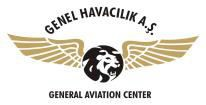 GENEL HAVACILIK A.Ş.
GENERAL AVIATION CENTER